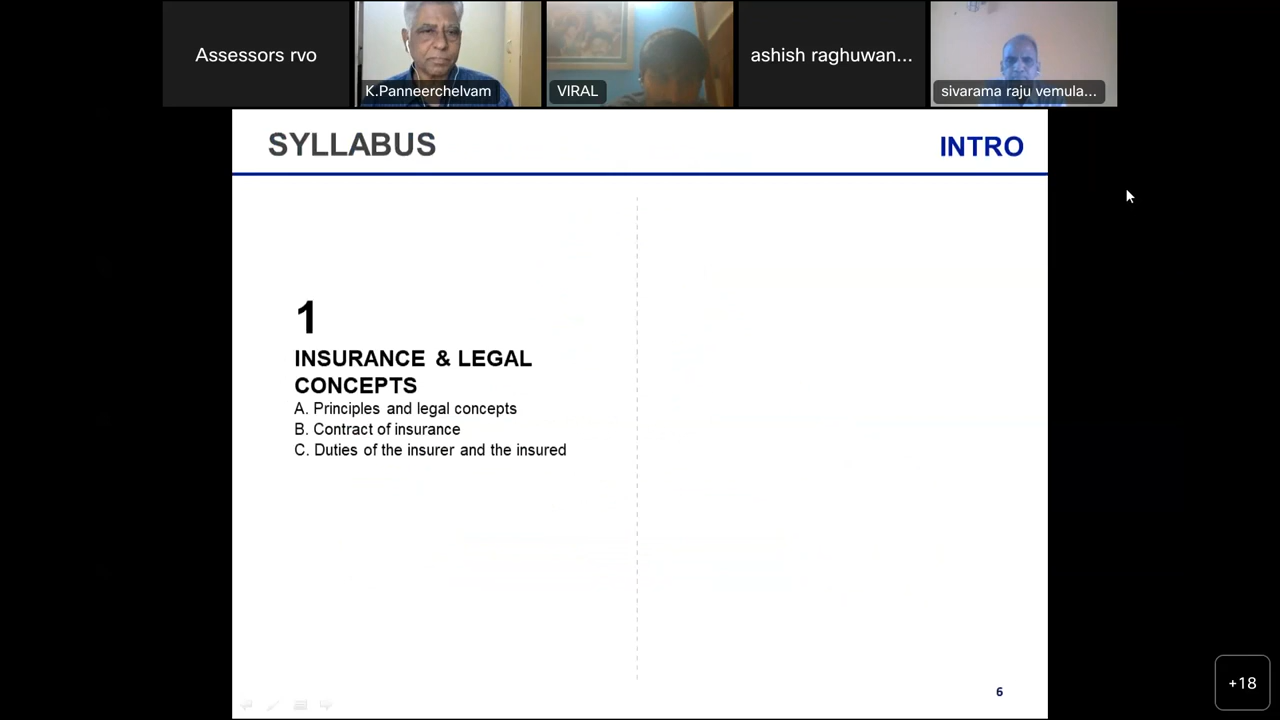 Assessors rvo
K.Panneerchelvam
VIRAL
ashish raghuwan...
sivarama raju vemula...
SYLLABUS
INTRO
1
INSURANCE & LEGAL
CONCEPTS
A. Principles and legal concepts
B. Contract of insurance
C. Duties of the insurer and the insured
6
+18